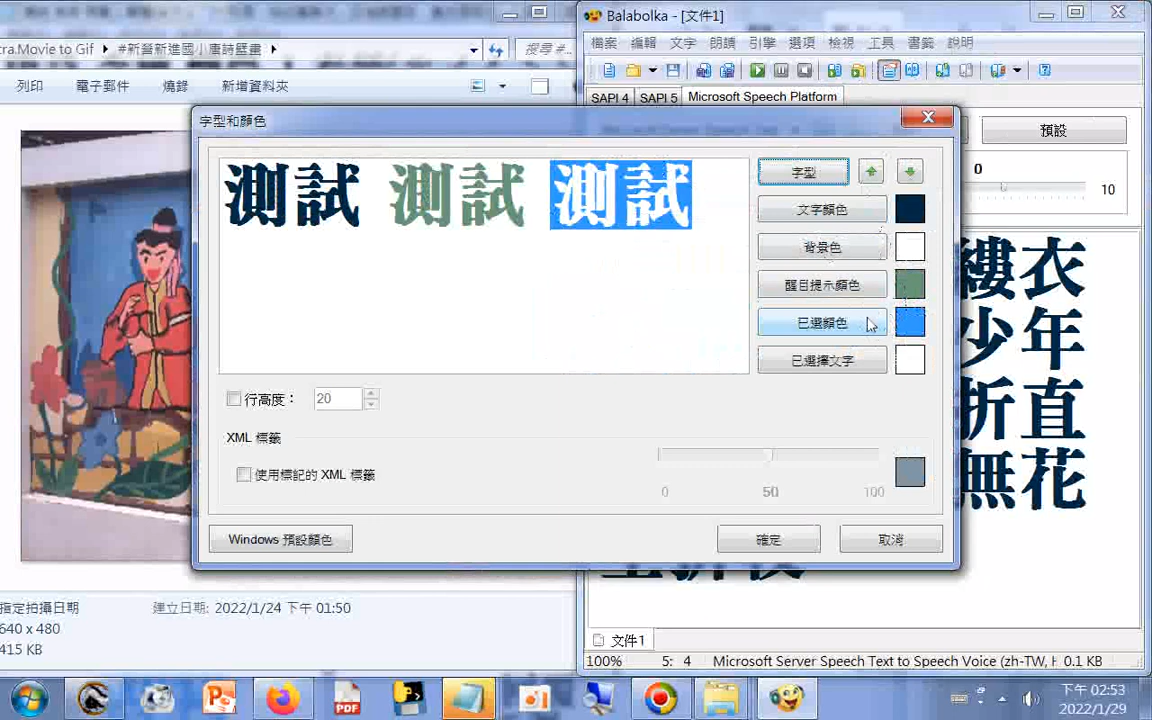 Balabolka - [文件1]
tra.Movie to Gif
#新營新進國小唐詩壁畫
搜尋 #...
檔案 編輯 文字 朗讀 引擎 選項 檢視 工具 書籤 說明
列印 電子郵件 燒錄 新增資料夾
SAPI 4 SAPI 5 Microsoft Speech Platform
字型和顏色
預設
0
10
測試 測試 測試
字型
文字顏色
背景色
醒目提示顏色
已選顏色
已選擇文字
行高度： 20
XML 標籤
使用標記的 XML 標籤
0 50 100
Windows 預設顏色 確定 取消
縷衣
少年
折直
無花
指定拍攝日期 建立日期: 2022/1/24 下午 01:50
640 x 480
415 KB
文件1
100% 5: 4 Microsoft Server Speech Text to Speech Voice (zh-TW, H 0.1 KB
下午 02:53
2022/1/29